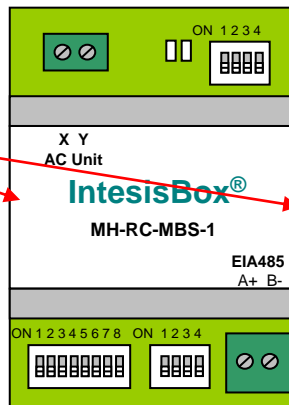 ON 1 2 3 4
X Y
AC Unit
IntesisBox®
MH-RC-MBS-1
EIA485
A+ B-
ON 1 2 3 4 5 6 7 8 ON 1 2 3 4